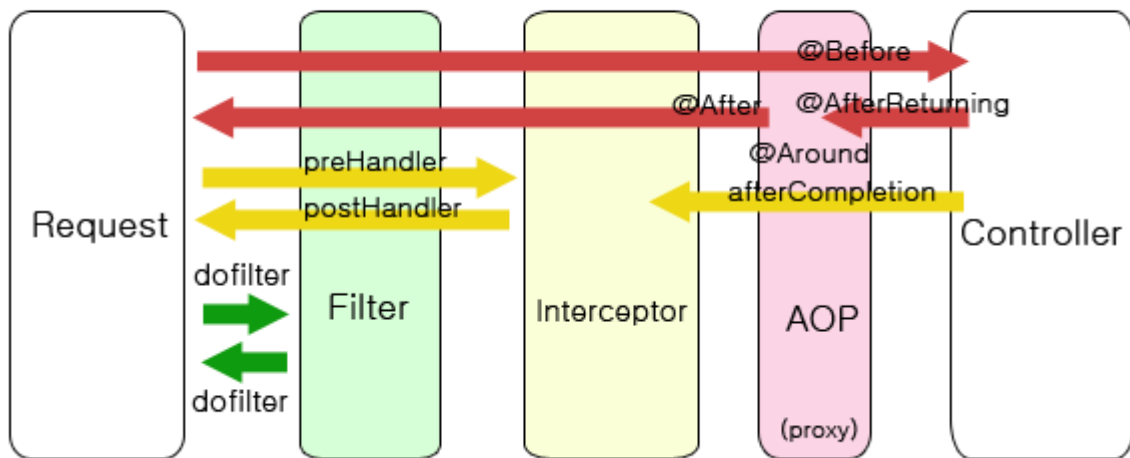 @Before
@After
@AfterReturning
preHandler
@Around
postHandler
afterCompletion
Request
Controller
dofilter
Filter
Interceptor
AOP
dofilter
(proxy)